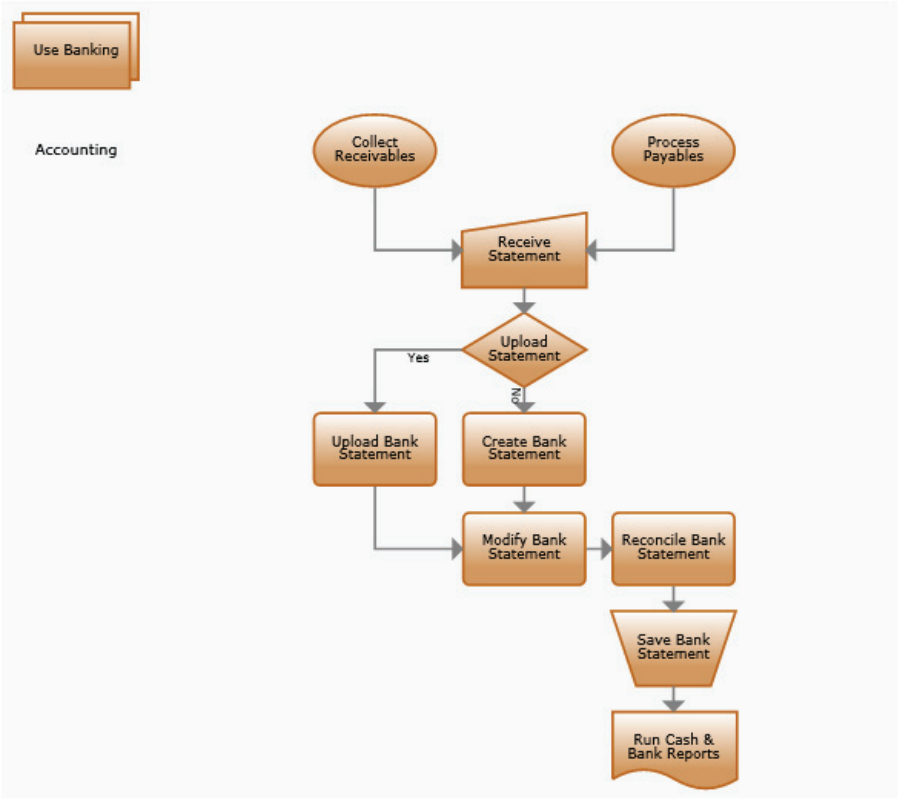 Use Banking
Accounting
Collect
Receivables
Process
Payables
Receive
Statement
Upload
Statement
Yes
No
Upload Bank
Statement
Create Bank
Statement
Modify Bank
Statement
Reconcile Bank
Statement
Save Bank
Statement
Run Cash &
Bank Reports